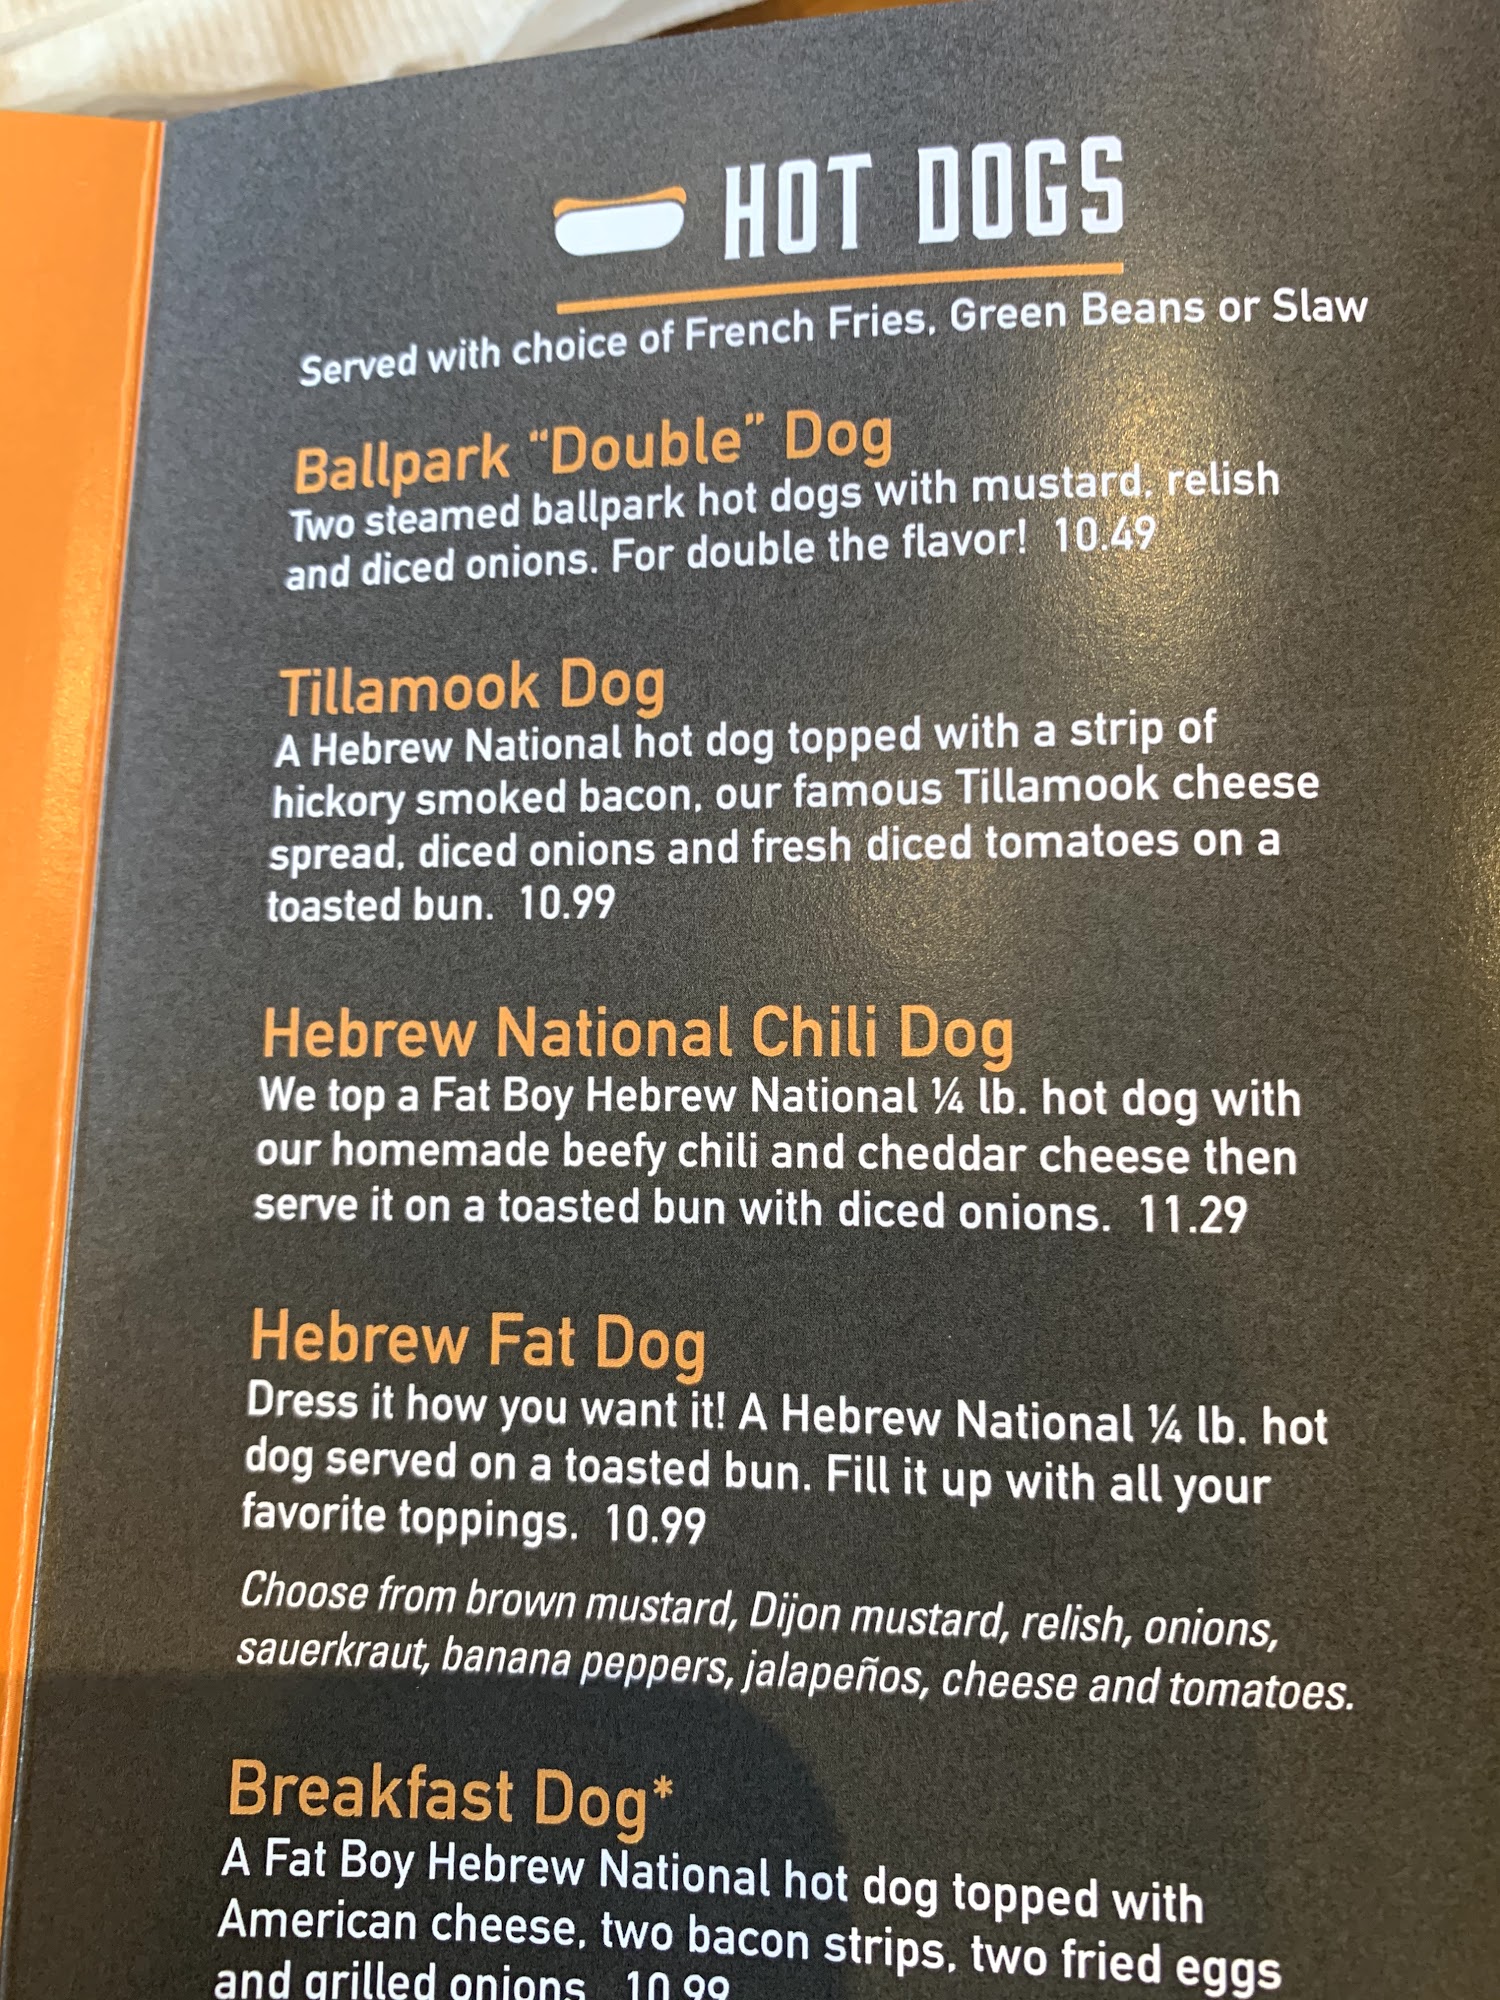 HOT DOGS
Served with choice of French Fries, Green Beans or Slaw
Ballpark “Double” Dog
Two steamed ballpark hot dogs with mustard, relish
and diced onions. For double the flavor! 10.49
Tillamook Dog
A Hebrew National hot dog topped with a strip of
hickory smoked bacon, our famous Tillamook cheese
spread, diced onions and fresh diced tomatoes on a
toasted bun. 10.99
Hebrew National Chili Dog
We top a Fat Boy Hebrew National ¼ lb. hot dog with
our homemade beefy chili and cheddar cheese then
serve it on a toasted bun with diced onions. 11.29
Hebrew Fat Dog
Dress it how you want it! A Hebrew National ¼ lb. hot
dog served on a toasted bun. Fill it up with all your
favorite toppings. 10.99
Choose from brown mustard, Dijon mustard, relish, onions,
sauerkraut, banana peppers, jalapeños, cheese and tomatoes.
Breakfast Dog*
A Fat Boy Hebrew National hot dog topped with
American cheese, two bacon strips, two fried eggs
and grilled onions 10.99